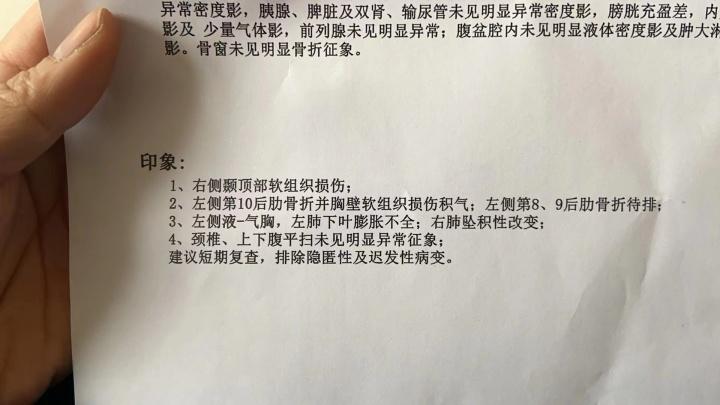 异常密度影，胰腺、脾脏及双肾、输尿管未见明显异常密度影，膀胱充盈差，内
影及 少量气体影，前列腺未见明显异常；腹盆腔内未见明显液体密度影及肿大淋
影。骨窗未见明显骨折征象。
印象：
1、右侧颞顶部软组织损伤；
2、左侧第10后肋骨折并胸壁软组织损伤积气；左侧第8、9后肋骨折待排；
3、左侧液-气胸，左肺下叶膨胀不全；右肺坠积性改变；
4、颈椎、上下腹平扫未见明显异常征象；
建议短期复查，排除隐匿性及迟发性病变。